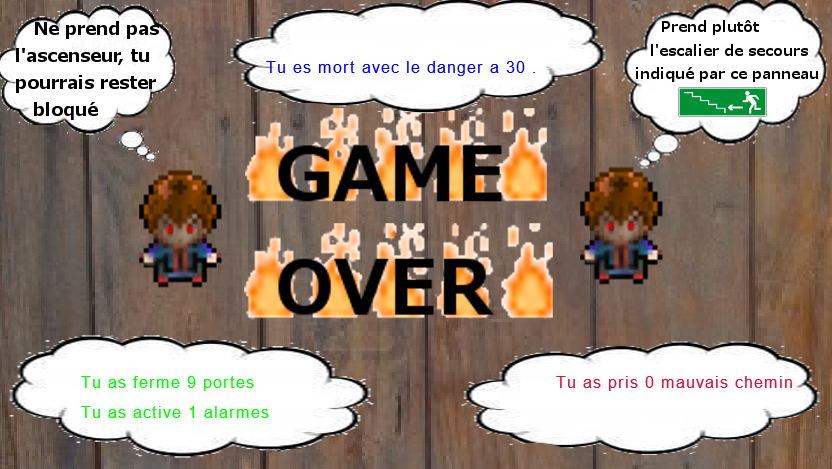 Ne prend pas
l'ascenseur, tu
pourrais rester
bloqué
Tu es mort avec le danger a 30 .
Prend plutôt
l'escalier de secours
indiqué par ce panneau
GAME
OVER
Tu as ferme 9 portes
Tu as active 1 alarmes
Tu as pris 0 mauvais chemin